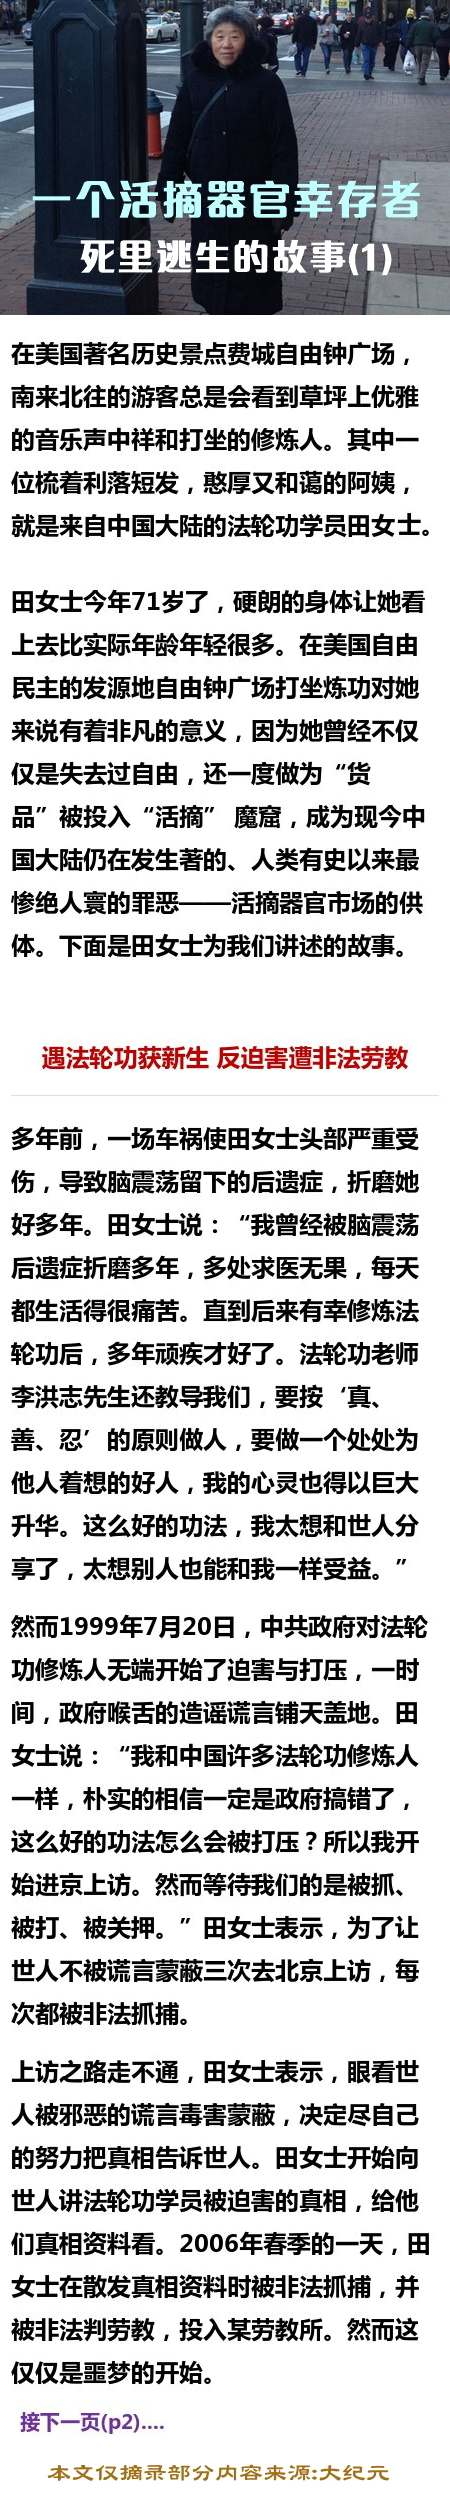 一个活摘器官幸存者
死里逃生的故事(1)
在美国著名历史景点费城自由钟广场，
南来北往的游客总是会看到草坪上优雅
的音乐声中祥和打坐的修炼人。其中一
位梳着利落短发，憨厚又和蔼的阿姨，
就是来自中国大陆的法轮功学员田女士。
田女士今年71岁了，硬朗的身体让她看
上去比实际年龄年轻很多。在美国自由
民主的发源地自由钟广场打坐炼功对她
来说有着非凡的意义，因为她曾经不仅
仅是失去过自由，还一度做为“货
品”被投入“活摘” 魔窟，成为现今中
国大陆仍在发生著的、人类有史以来最
惨绝人寰的罪恶——活摘器官市场的供
体。下面是田女士为我们讲述的故事。
遇法轮功获新生 反迫害遭非法劳教
多年前，一场车祸使田女士头部严重受
伤，导致脑震荡留下的后遗症，折磨她
好多年。田女士说：“我曾经被脑震荡
后遗症折磨多年，多处求医无果，每天
都生活得很痛苦。直到后来有幸修炼法
轮功后，多年顽疾才好了。法轮功老师
李洪志先生还教导我们，要按‘真、
善、忍’的原则做人，要做一个处处为
他人着想的好人，我的心灵也得以巨大
升华。这么好的功法，我太想和世人分
享了，太想别人也能和我一样受益。”
然而1999年7月20日，中共政府对法轮
功修炼人无端开始了迫害与打压，一时
间，政府喉舌的造谣谎言铺天盖地。田
女士说：“我和中国许多法轮功修炼人
一样，朴实的相信一定是政府搞错了，
这么好的功法怎么会被打压？所以我开
始进京上访。然而等待我们的是被抓、
被打、被关押。”田女士表示，为了让
世人不被谎言蒙蔽三次去北京上访，每
次都被非法抓捕。
上访之路走不通，田女士表示，眼看世
人被邪恶的谎言毒害蒙蔽，决定尽自己
的努力把真相告诉世人。田女士开始向
世人讲法轮功学员被迫害的真相，给他
们真相资料看。2006年春季的一天，田
女士在散发真相资料时被非法抓捕，并
被非法判劳教，投入某劳教所。然而这
仅仅是噩梦的开始。
接下一页(p2)....
本文仅摘录部分内容来源:大纪元